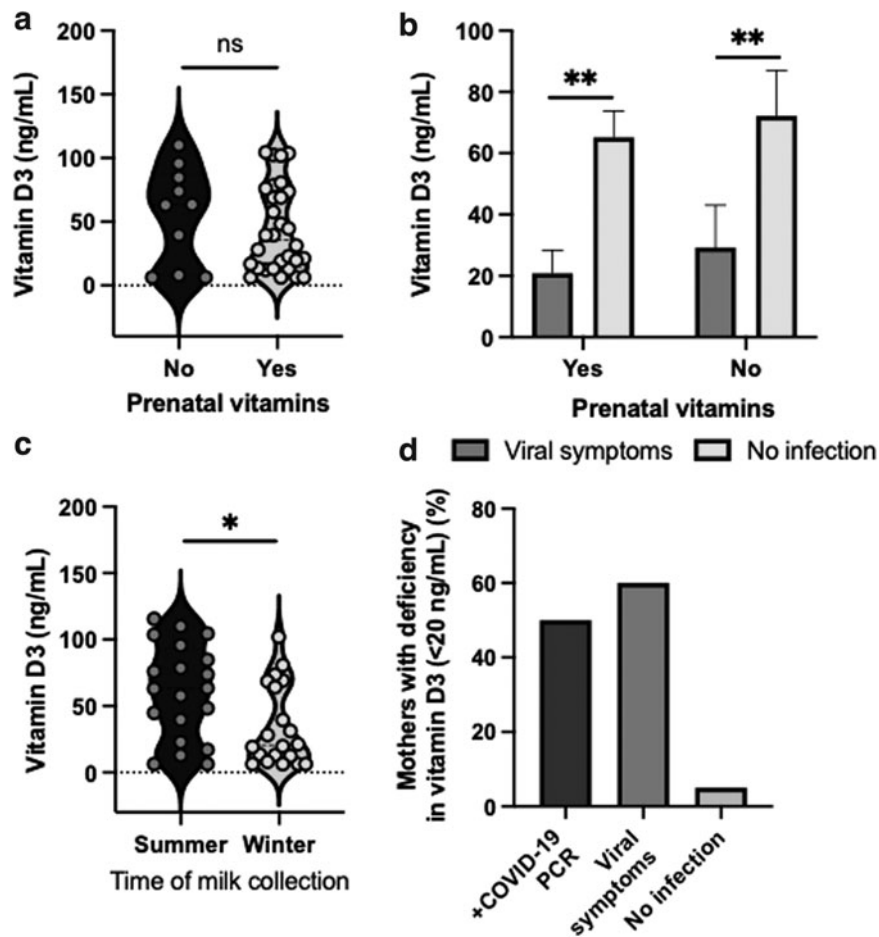 a
200
150
100
50
0
Vitamin D3 (ng/mL)
ns
No Yes
Prenatal vitamins
b
100
80
60
40
20
0
Vitamin D3 (ng/mL)
** **
Yes No
Prenatal vitamins
Viral symptoms No infection
c
200
150
100
50
0
Vitamin D3 (ng/mL)
*
Summer Winter
Time of milk collection
d
80
60
40
20
0
Mothers with deficiency
in vitamin D3 (<20 ng/mL) (%)
+COVID-19
PCR
Viral
symptoms
No infection